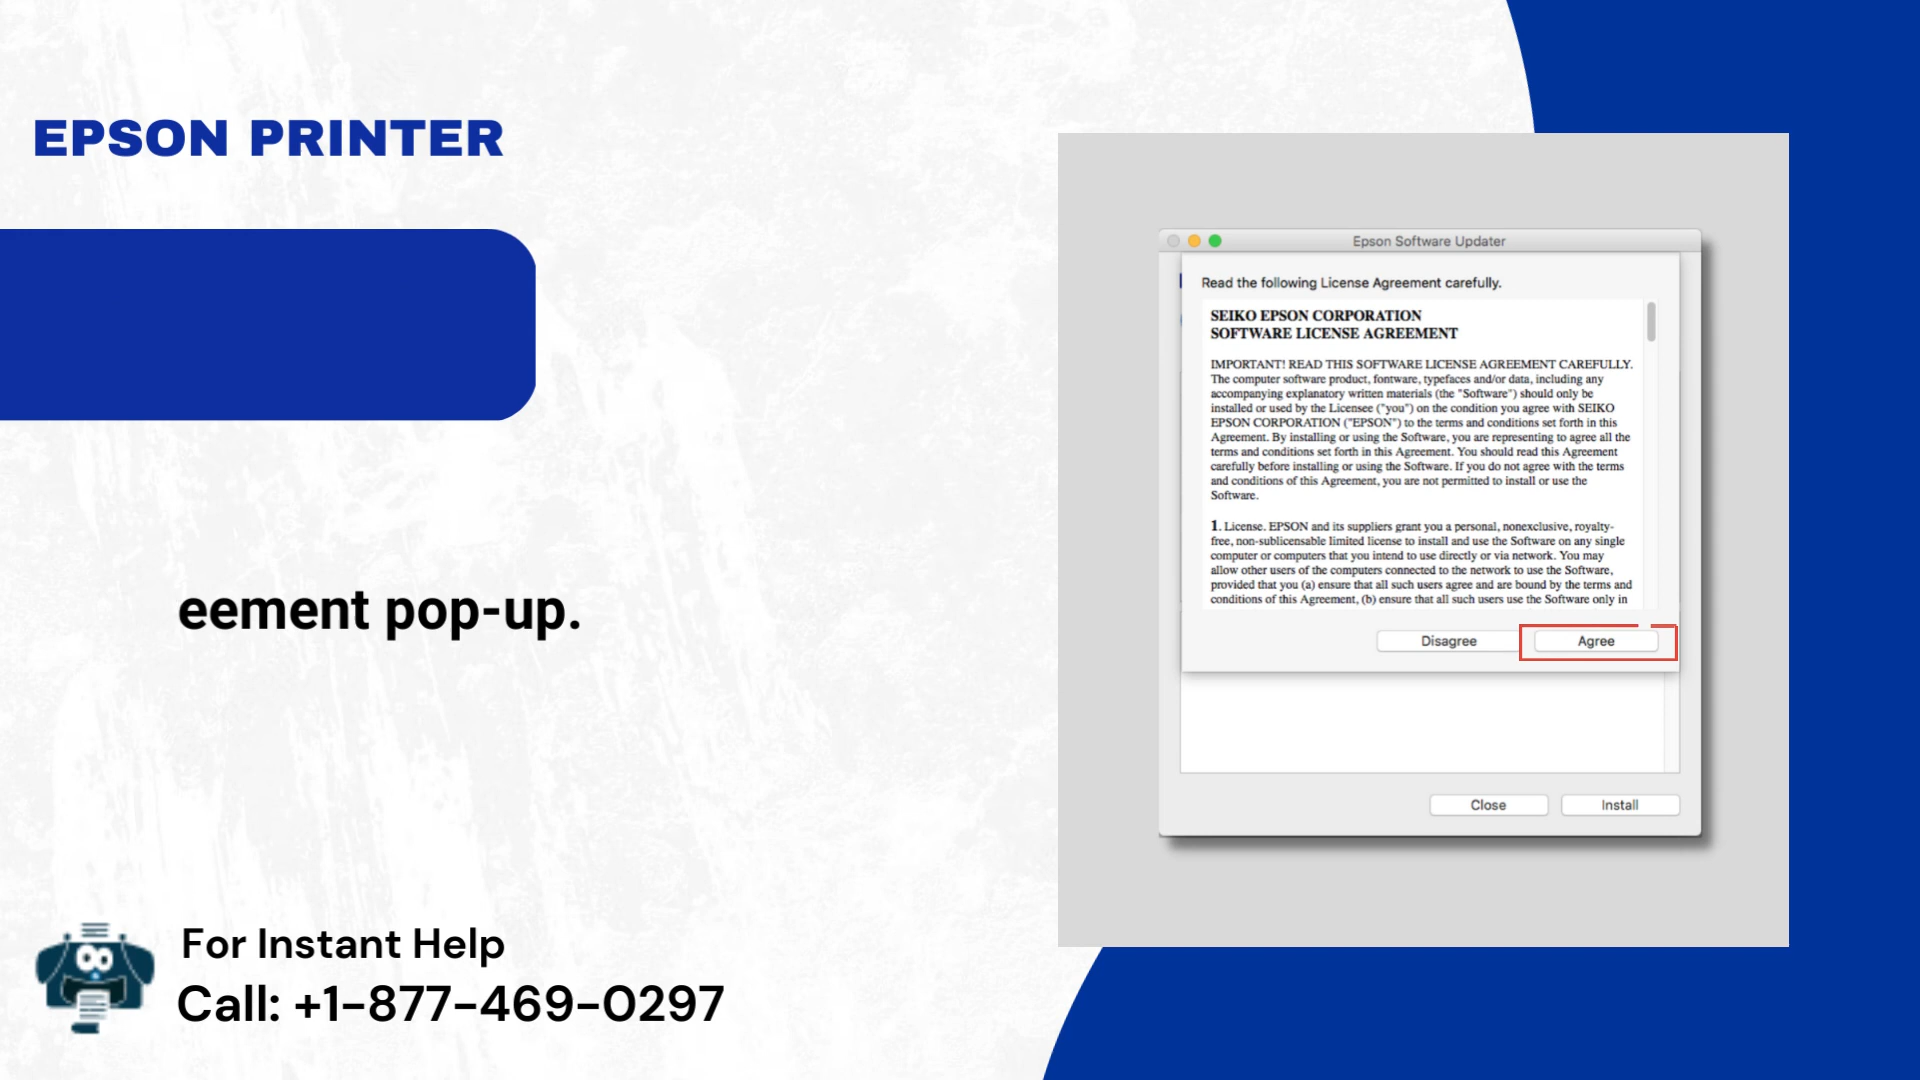 EPSON PRINTER
eement pop-up.
For Instant Help
Call: +1-877-469-0297
Epson Software Updater
Read the following License Agreement carefully.
SEIKO EPSON CORPORATION
SOFTWARE LICENSE AGREEMENT
IMPORTANT! READ THIS SOFTWARE LICENSE AGREEMENT CAREFULLY.
The computer software product, fontware, typefaces and/or data, including any
accompanying explanatory written materials (the "Software") should only be
installed or used by the Licensee ("you") on the condition you agree with SEIKO
EPSON CORPORATION ("EPSON") to the terms and conditions set forth in this
Agreement. By installing or using the Software, you are representing to agree all the
terms and conditions set forth in this Agreement. You should read this Agreement
carefully before installing or using the Software. If you do not agree with the terms
and conditions of this Agreement, you are not permitted to install or use the
Software.
1. License. EPSON and its suppliers grant you a personal, nonexclusive, royalty-
free, non-sublicensable limited license to install and use the Software on any single
computer or computers that you intend to use directly or via network. You may
allow other users of the computers connected to the network to use the Software,
provided that you (a) ensure that all such users agree and are bound by the terms and
conditions of this Agreement, (b) ensure that all such users use the Software only in
Disagree
Agree
Close
Install